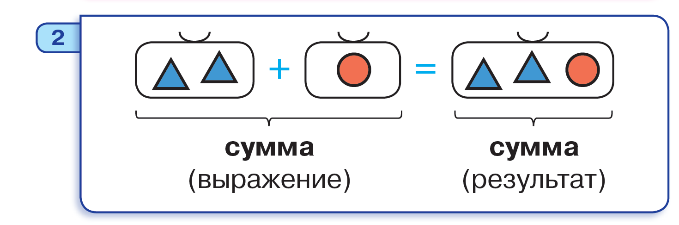 2
+ =
сумма сумма
(выражение) (результат)